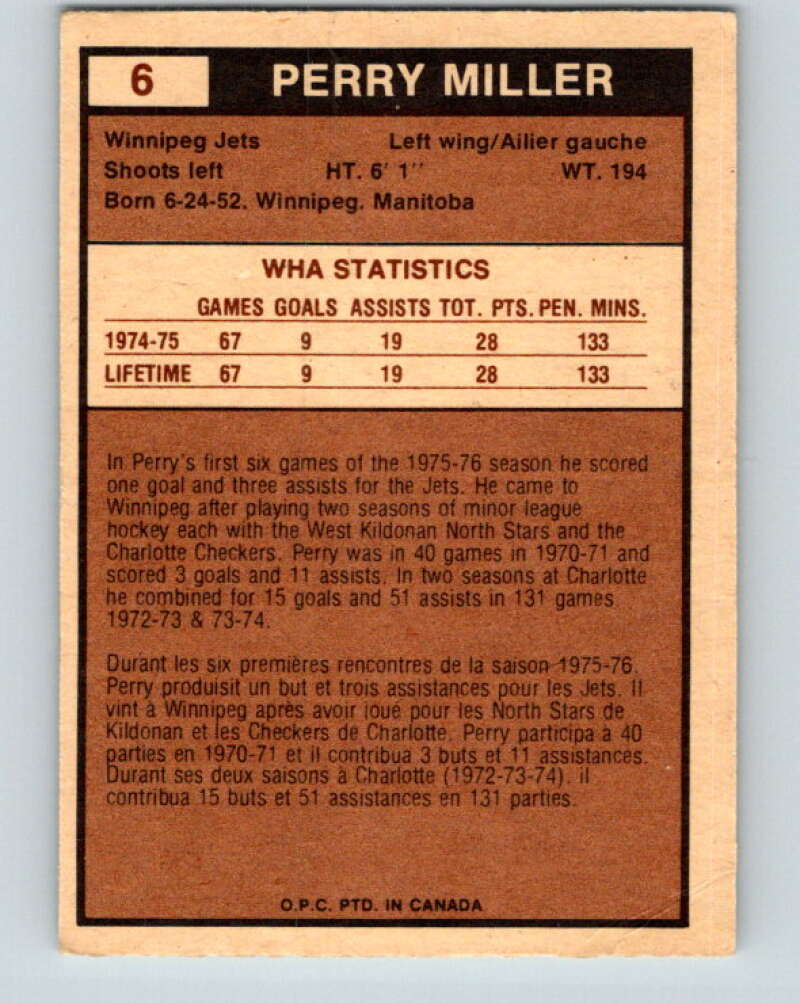 6 PERRY MILLER
Winnipeg Jets Left wing/Ailier gauche
Shoots left HT. 6' 1" WT. 194
Born 6-24-52. Winnipeg. Manitoba
WHA STATISTICS
GAMES GOALS ASSISTS TOT. PTS. PEN. MINS.
1974-75 67 9 19 28 133
LIFETIME 67 9 19 28 133
In Perry's first six games of the 1975-76 season he scored
one goal and three assists for the Jets. He came to
Winnipeg after playing two seasons of minor league
hockey each with the West Kildonan North Stars and the
Charlotte Checkers. Perry was in 40 games in 1970-71 and
scored 3 goals and 11 assists. In two seasons at Charlotte
he combined for 15 goals and 51 assists in 131 games
1972-73 & 73-74.
Durant les six premières rencontres de la saison 1975-76.
Perry produisit un but et trois assistances pour les Jets. Il
vint à Winnipeg après avoir joué pour les North Stars de
Kildonan et les Checkers de Charlotte. Perry participa à 40
parties en 1970-71 et il contribua 3 buts et 11 assistances.
Durant ses deux saisons à Charlotte (1972-73-74). il
contribua 15 buts et 51 assistances en 131 parties.
O.P.C. PTD. IN CANADA